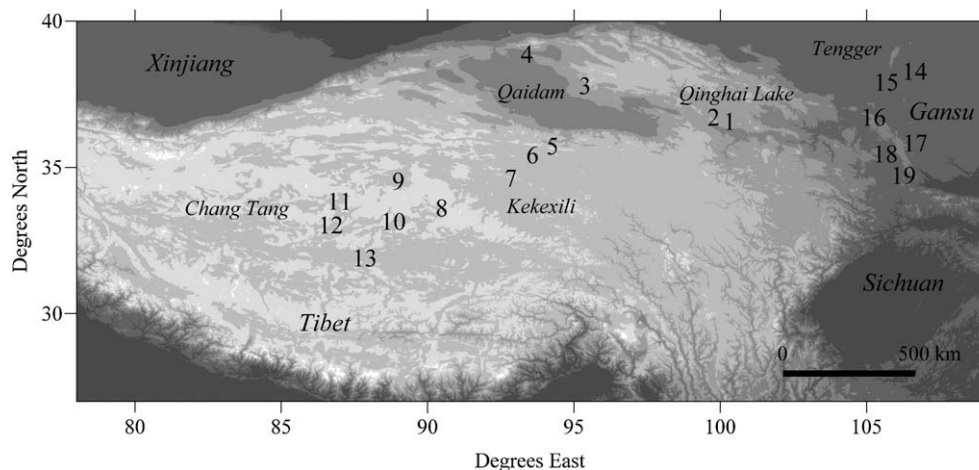 40
Xinjiang
4
Tengger
Qaidam
3
Qinghai Lake
15
14
2
1
16
Gansu
35
6
5
18
17
9
7
19
Chang Tang
11
8
Kekexili
12
10
13
Sichuan
30
Tibet
0
500 km
80
85
90
95
100
105
Degrees North
Degrees East